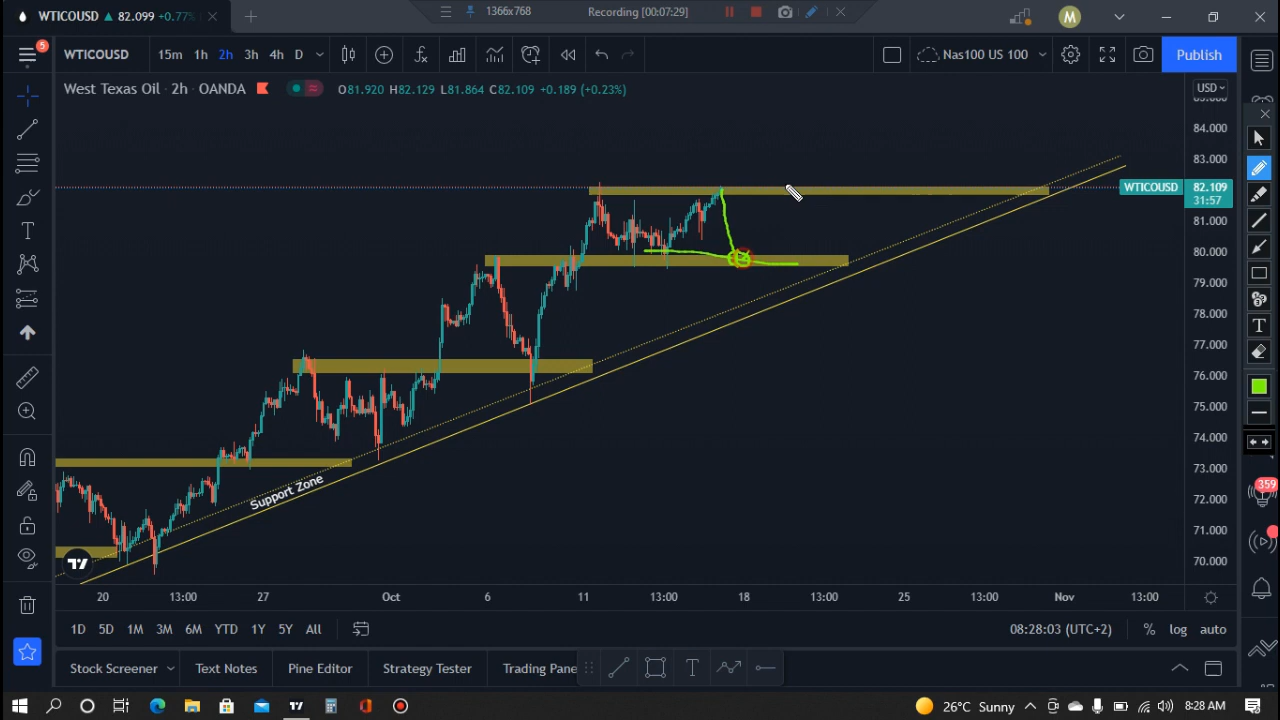 WTICOUSD ▲ 82.099 +0.77%
1366x768
Recording [00:07:29]
M
5
WTICOUSD
15m 1h 2h 3h 4h D
Nas100 US 100
Publish
West Texas Oil · 2h · OANDA
O81.920 H82.129 L81.864 C82.109 +0.189 (+0.23%)
USD
84.000
83.000
WTICOUSD 82.109
31:57
81.000
80.000
79.000
78.000
77.000
76.000
75.000
74.000
73.000
72.000
71.000
70.000
Support Zone
359
20 13:00 27 Oct 6 11 13:00 18 13:00 25 13:00 Nov 13:00
1D 5D 1M 3M 6M YTD 1Y 5Y All
08:28:03 (UTC+2) % log auto
Stock Screener Text Notes Pine Editor Strategy Tester Trading Pane
26°C Sunny
8:28 AM